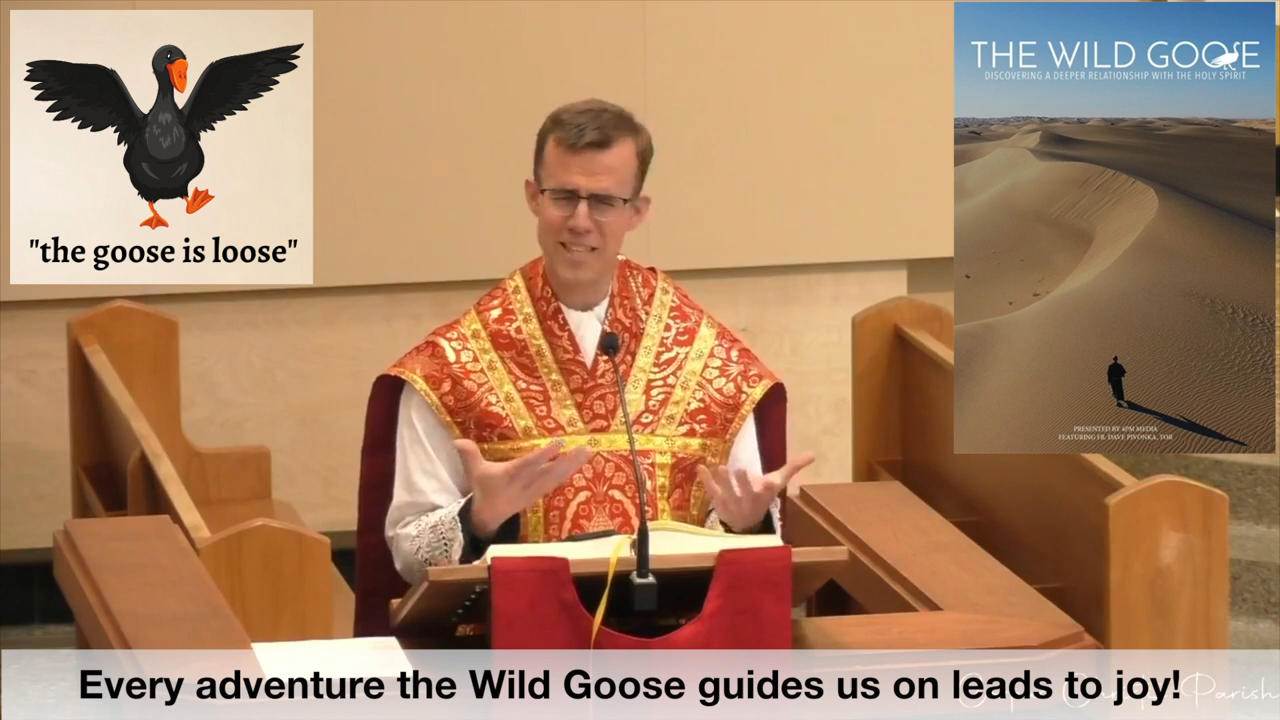 "the goose is loose"
THE WILD GOOSE
DISCOVERING A DEEPER RELATIONSHIP WITH THE HOLY SPIRIT
PRESENTED BY 4PM MEDIA
FEATURING FR. DAVE PIVONKA, TOR
Every adventure the Wild Goose guides us on leads to joy!
Parish